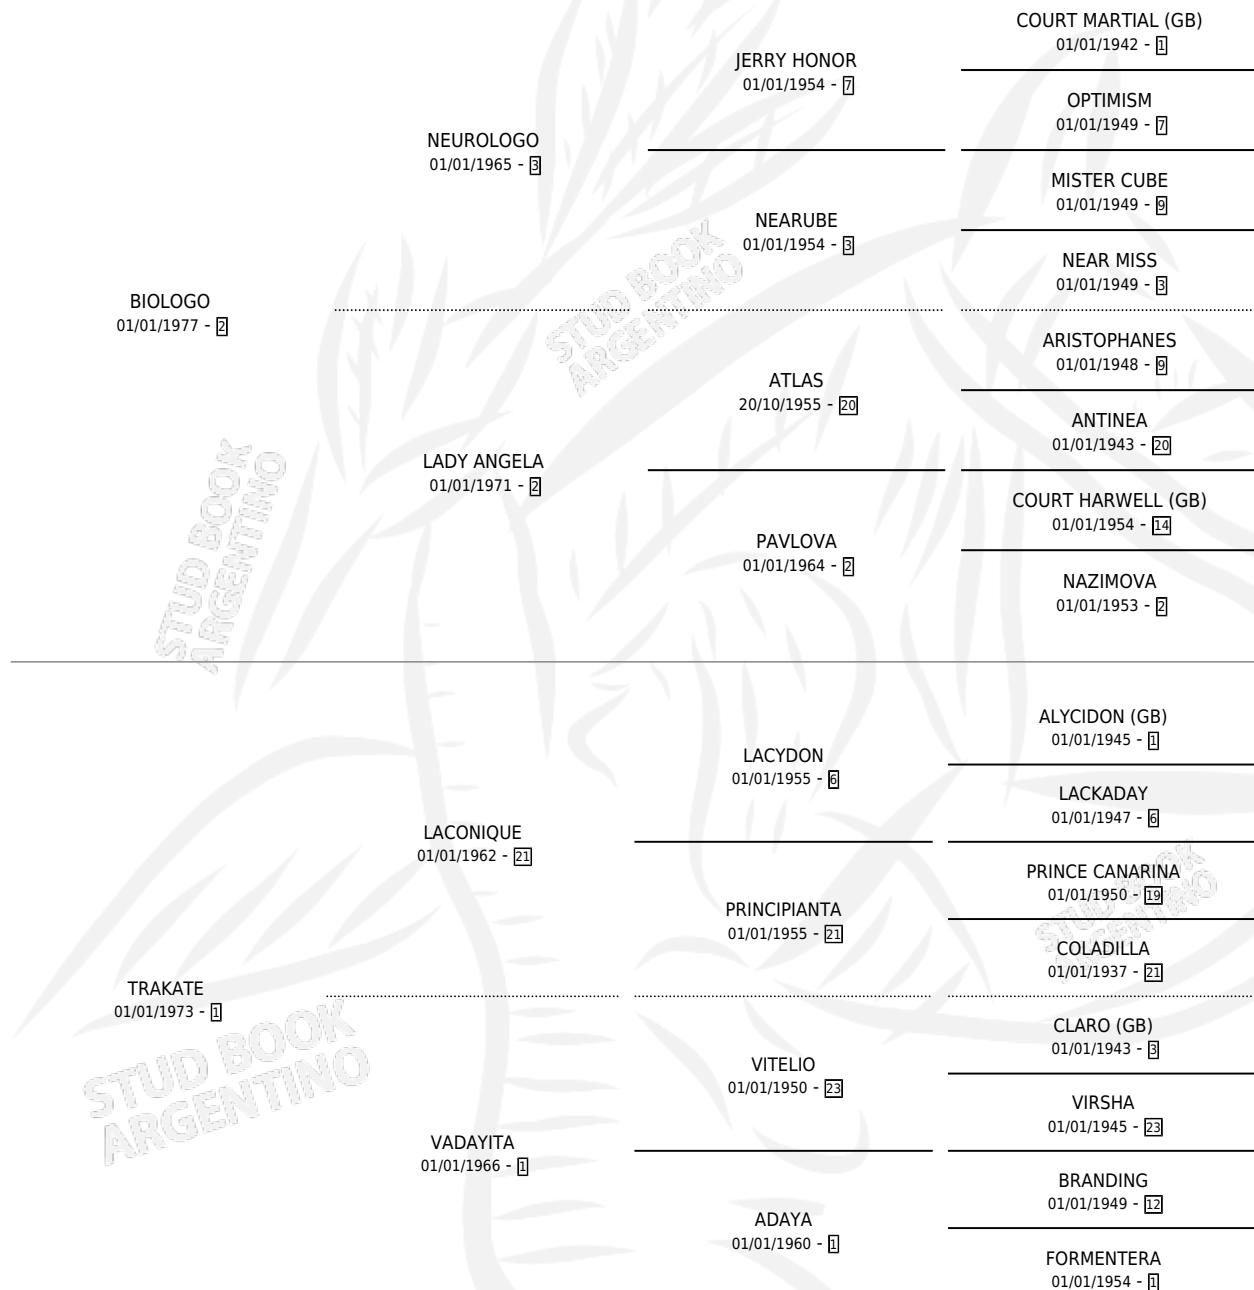 COURT MARTIAL (GB)
01/01/1942 - 1
JERRY HONOR
01/01/1954 - 7
OPTIMISM
01/01/1949 - 7
NEUROLOGO
01/01/1965 - 3
MISTER CUBE
01/01/1949 - 9
NEARUBE
01/01/1954 - 3
NEAR MISS
01/01/1949 - 3
BIOLOGO
01/01/1977 - 2
STUD BOOK
ARGENTINO
ARISTOPHANES
01/01/1948 - 9
ATLAS
20/10/1955 - 20
ANTINEA
01/01/1943 - 20
LADY ANGELA
01/01/1971 - 2
COURT HARWELL (GB)
01/01/1954 - 14
PAVLOVA
01/01/1964 - 2
NAZIMOVA
01/01/1953 - 2
STUD BOOK
ARGENTINO
ALYCIDON (GB)
01/01/1945 - 1
LACYDON
01/01/1955 - 6
LACKADAY
01/01/1947 - 6
LACONIQUE
01/01/1962 - 21
PRINCE CANARINA
01/01/1950 - 19
PRINCIPIANTA
01/01/1955 - 21
STUD BOOK
ARGENTINO
COLADILLA
01/01/1937 - 21
TRAKATE
01/01/1973 - 1
CLARO (GB)
01/01/1943 - 3
VITELIO
01/01/1950 - 23
VIRSHA
01/01/1945 - 23
STUD BOOK
ARGENTINO
VADAYITA
01/01/1966 - 1
BRANDING
01/01/1949 - 12
ADAYA
01/01/1960 - 1
FORMENTERA
01/01/1954 - 1